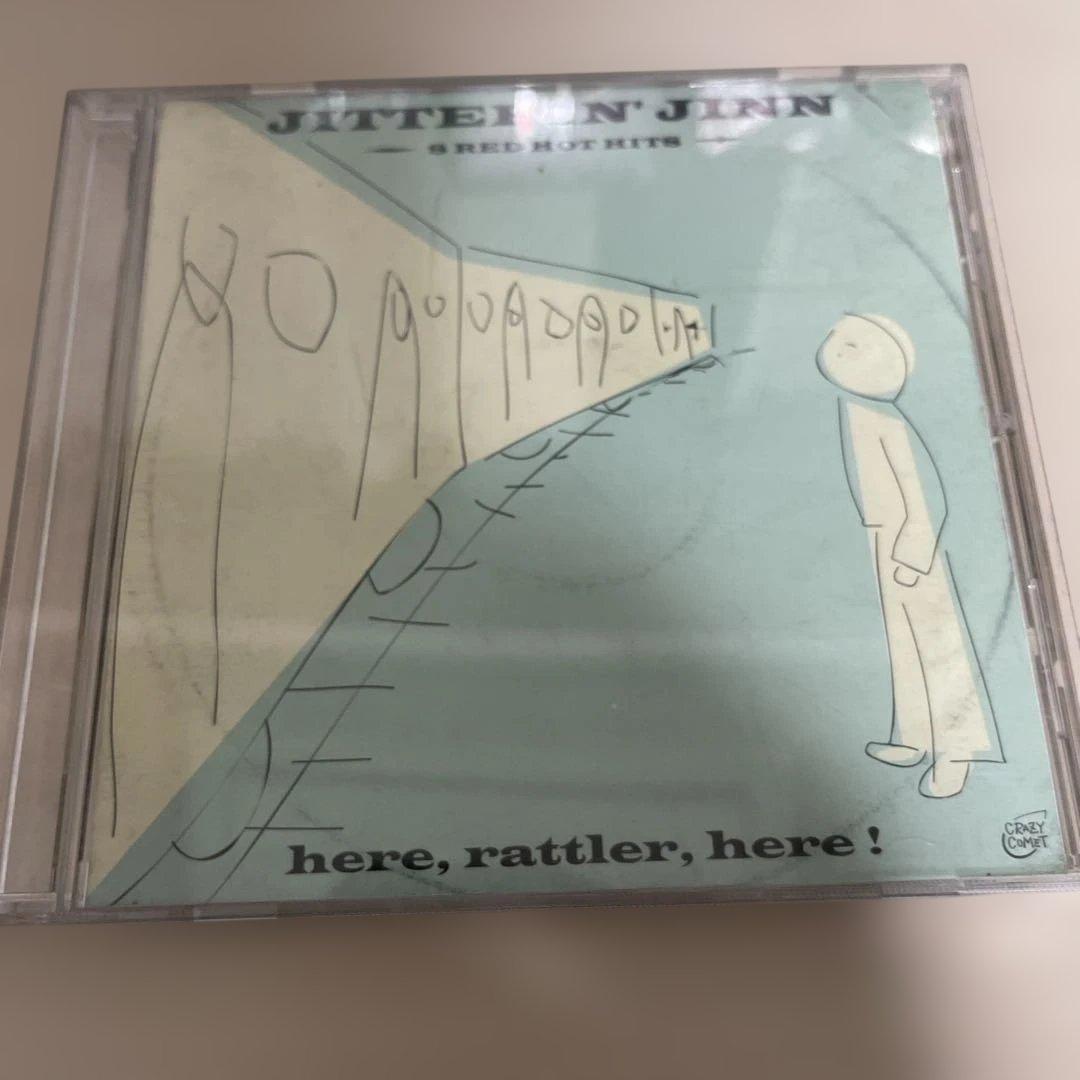 JITTERIN' JINN
8 RED HOT HITS
here, rattler, here!
CRAZY
COMET